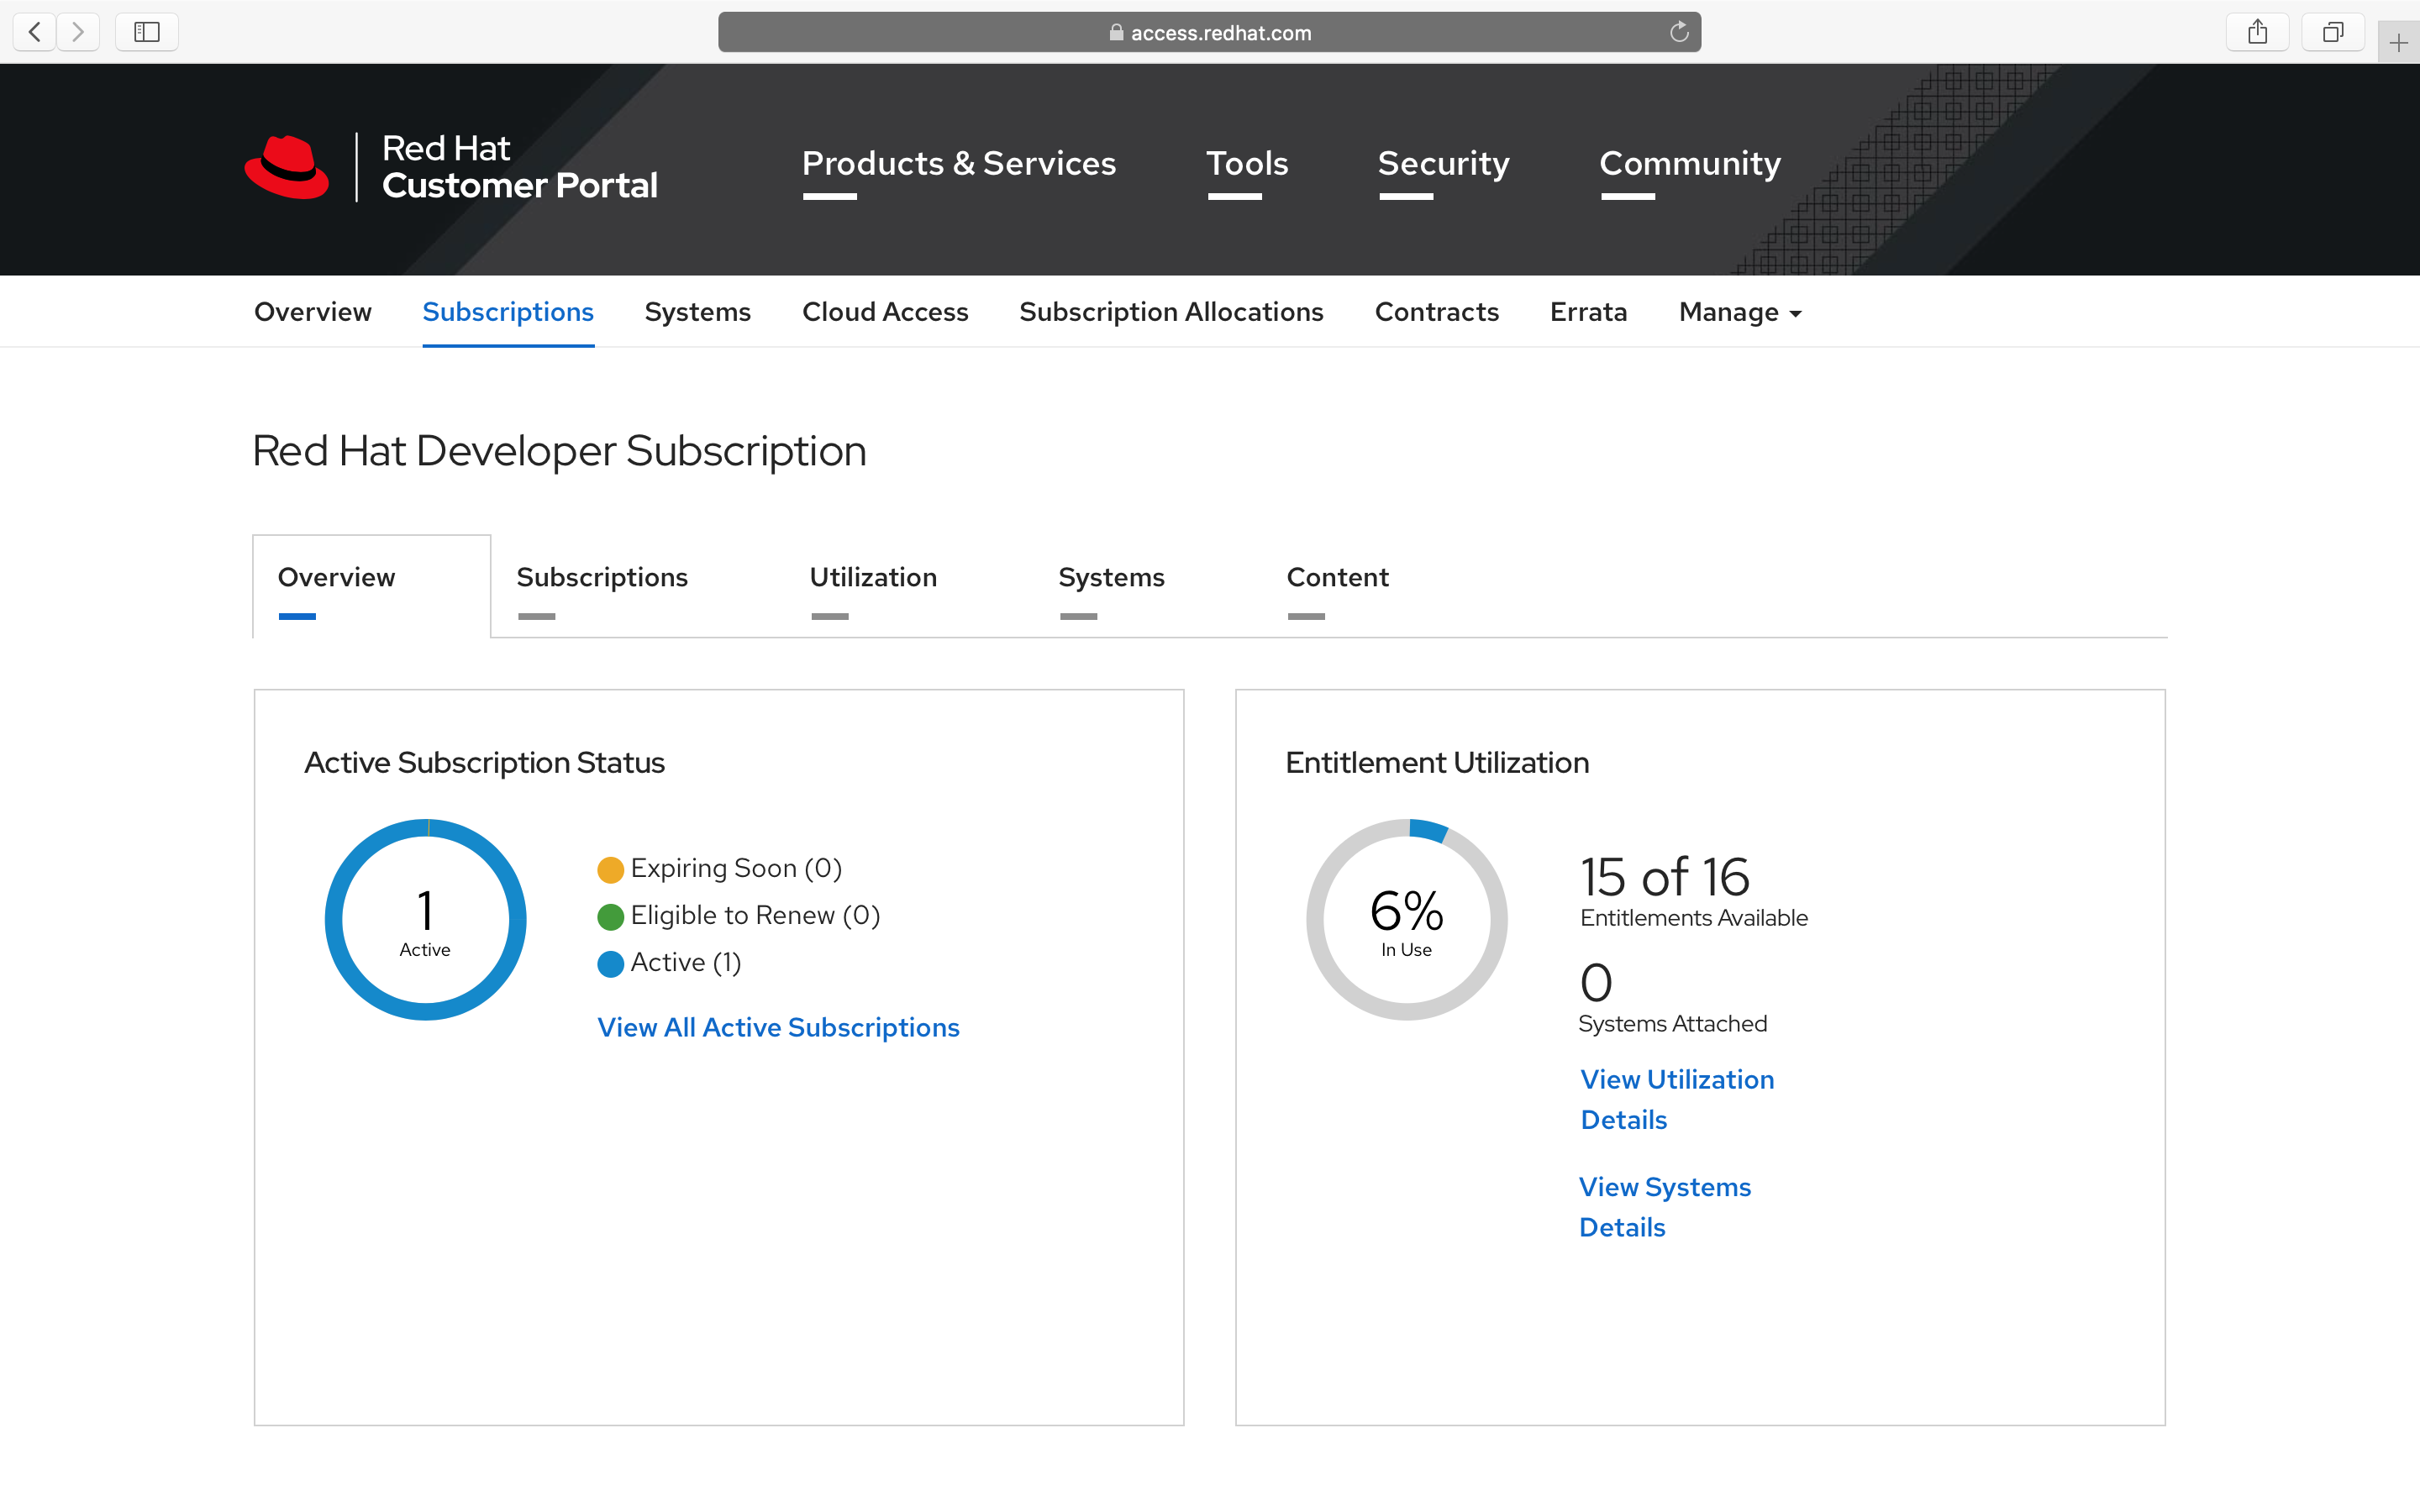 access.redhat.com
Red Hat
Customer Portal
Products & Services
Tools
Security
Community
Overview
Subscriptions
Systems
Cloud Access
Subscription Allocations
Contracts
Errata
Manage
Red Hat Developer Subscription
Overview
Subscriptions
Utilization
Systems
Content
Active Subscription Status
1
Active
Expiring Soon (0)
Eligible to Renew (0)
Active (1)
View All Active Subscriptions
Entitlement Utilization
6%
In Use
15 of 16
Entitlements Available
0
Systems Attached
View Utilization
Details
View Systems
Details